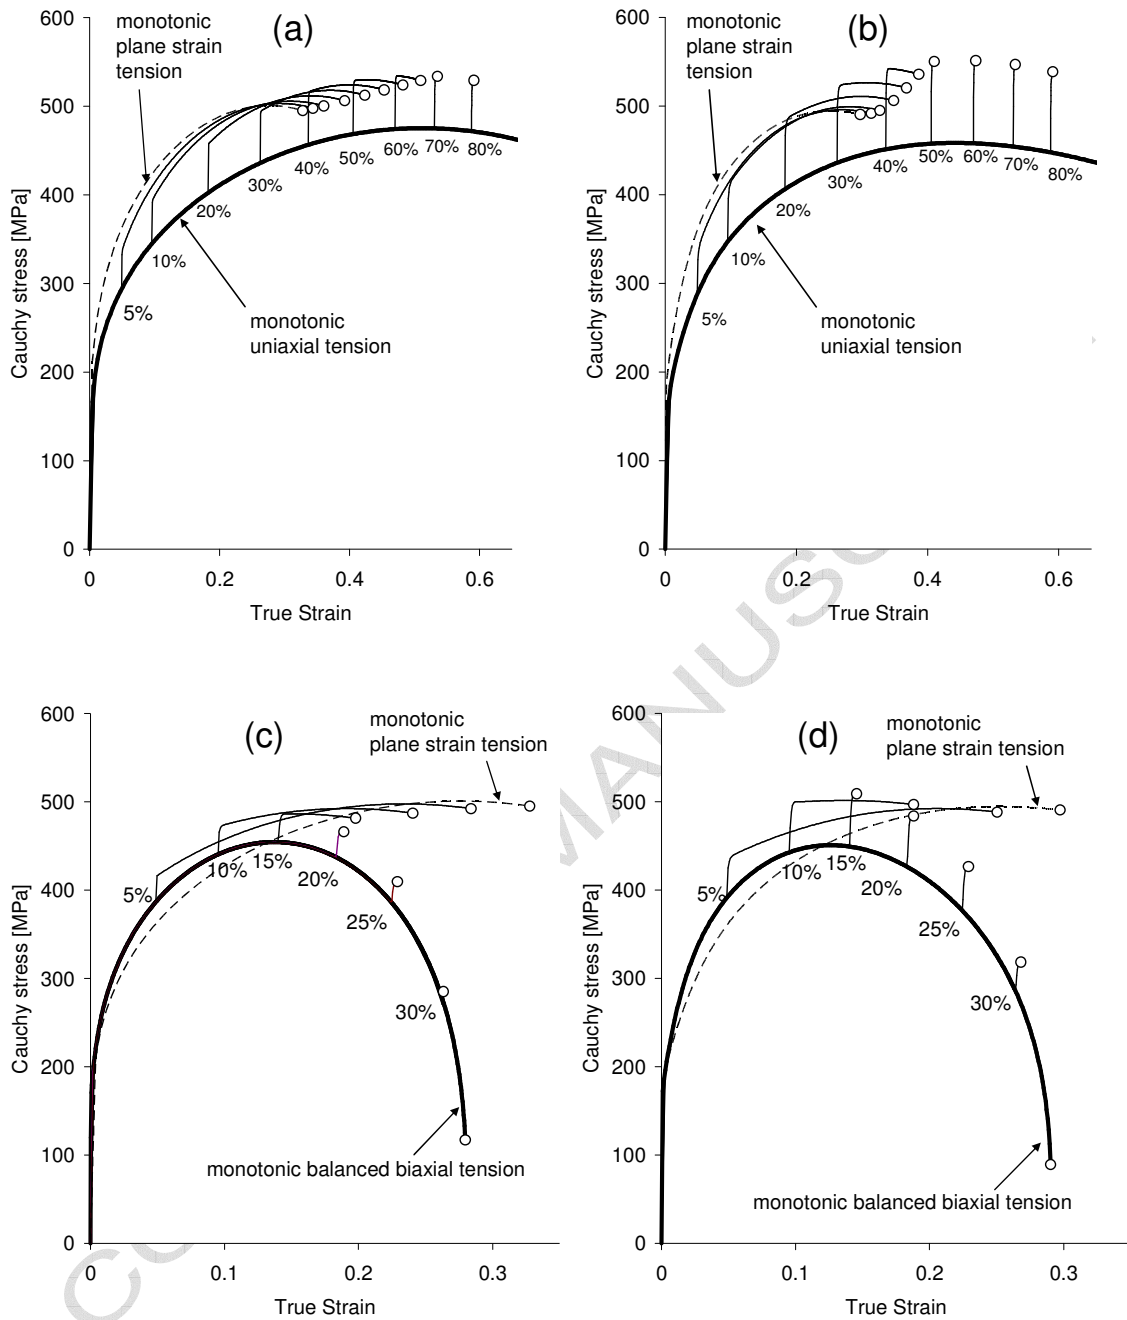 (a)
monotonic
plane strain
tension
600
500
400
300
200
100
0
Cauchy stress [MPa]
5%
10%
20%
30%
40%
50%
60%
70%
80%
monotonic
uniaxial tension
0
0.2
0.4
0.6
True Strain
(b)
monotonic
plane strain
tension
600
500
400
300
200
100
0
Cauchy stress [MPa]
5%
10%
20%
30%
40%
50%
60%
70%
80%
monotonic
uniaxial tension
0
0.2
0.4
0.6
True Strain
(c)
monotonic
plane strain tension
600
500
400
300
200
100
0
Cauchy stress [MPa]
5%
10%
15%
20%
25%
30%
monotonic balanced biaxial tension
0
0.1
0.2
0.3
True Strain
(d)
monotonic
plane strain tension
600
500
400
300
200
100
0
Cauchy stress [MPa]
5%
10%
15%
20%
25%
30%
monotonic balanced biaxial tension
0
0.1
0.2
0.3
True Strain